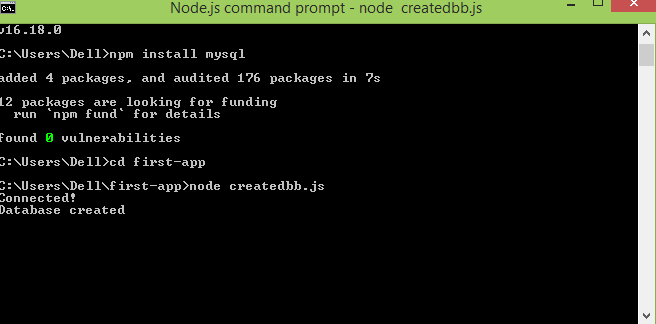 Node.js command prompt - node  createdbb.js
v16.18.0
C:\Users\Dell>npm install mysql
added 4 packages, and audited 176 packages in 7s
12 packages are looking for funding
  run `npm fund` for details
found 0 vulnerabilities
C:\Users\Dell>cd first-app
C:\Users\Dell\first-app>node createdbb.js
Connected!
Database created